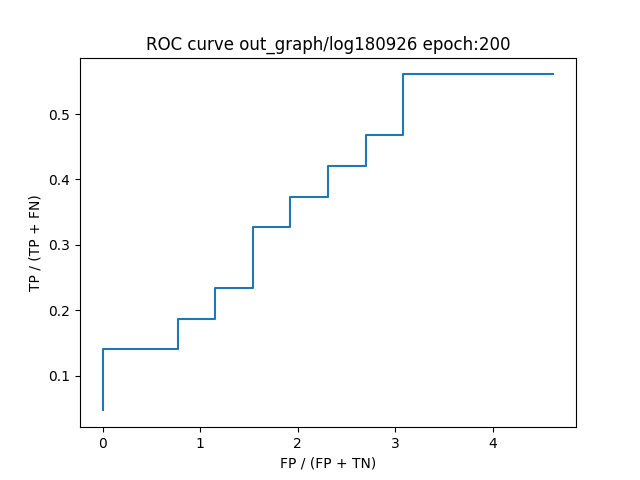 ROC curve out_graph/log180926 epoch:200
TP / (TP + FN)
0.5
0.4
0.3
0.2
0.1
0 1 2 3 4
FP / (FP + TN)